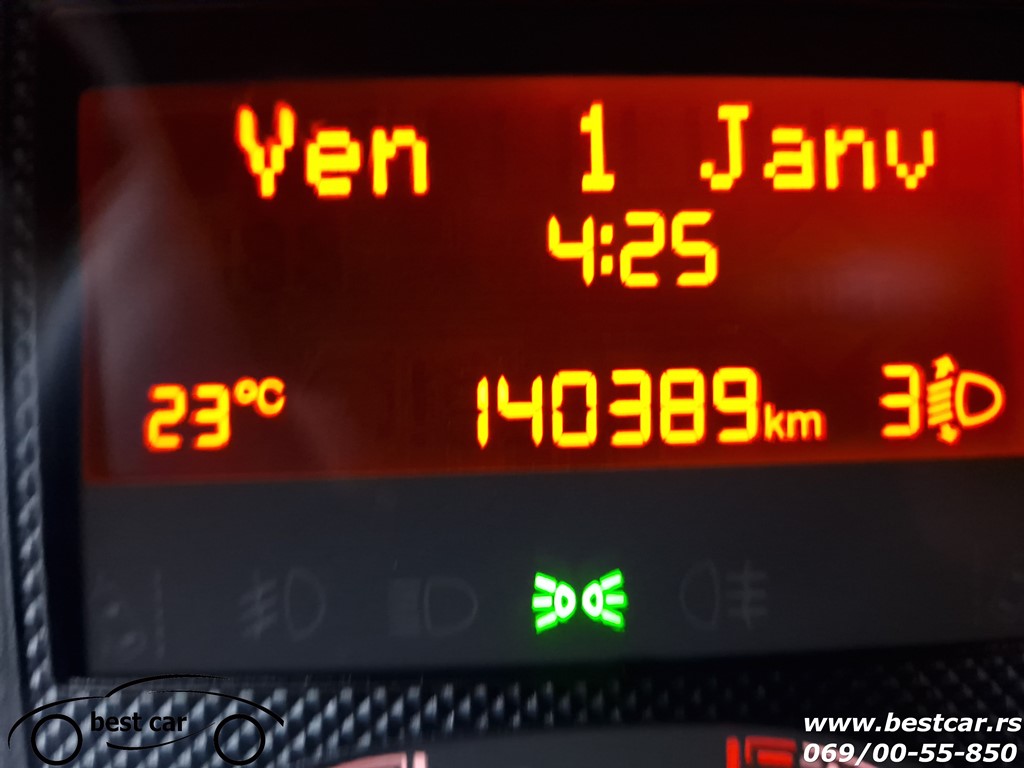 Ven 1 Janv
4:25
23°C 140389km 3
best car
www.bestcar.rs
069/00-55-850